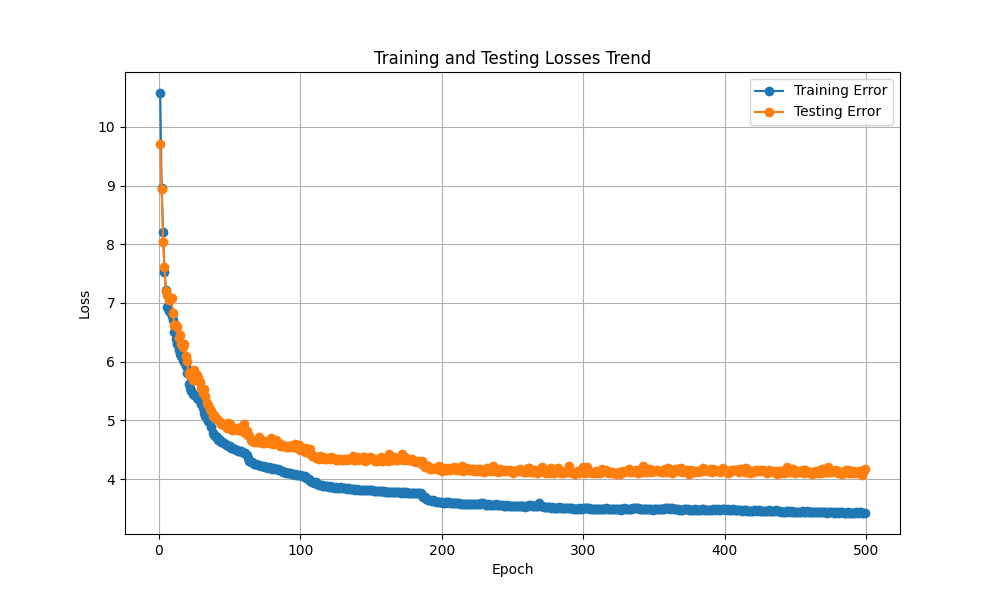 Training and Testing Losses Trend
Training Error
Testing Error
10
9
8
7
6
5
4
Loss
0 100 200 300 400 500
Epoch